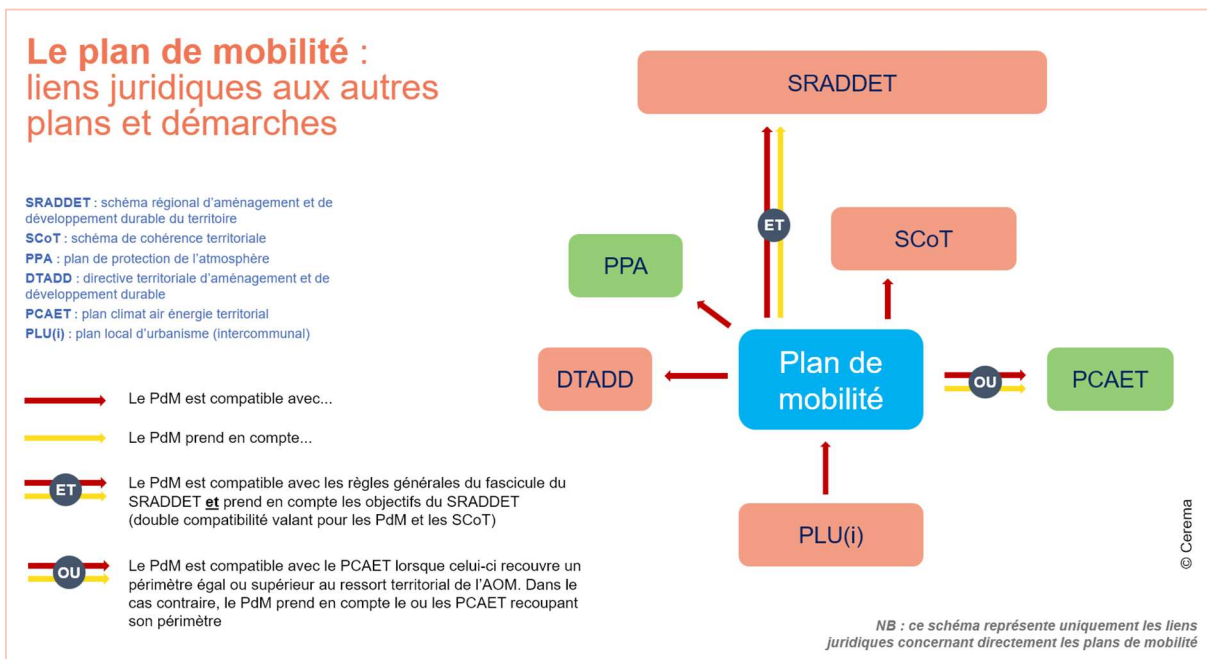 Le plan de mobilité :
liens juridiques aux autres
plans et démarches
SRADDET : schéma régional d'aménagement et de
développement durable du territoire
SCoT : schéma de cohérence territoriale
PPA : plan de protection de l'atmosphère
DTADD : directive territoriale d'aménagement et de
développement durable
PCAET : plan climat air énergie territorial
PLU(i) : plan local d'urbanisme (intercommunal)
Le PdM est compatible avec...
Le PdM prend en compte...
ET
Le PdM est compatible avec les règles générales du fascicule du
SRADDET et prend en compte les objectifs du SRADDET
(double compatibilité valant pour les PdM et les SCoT)
OU
Le PdM est compatible avec le PCAET lorsque celui-ci recouvre un
périmètre égal ou supérieur au ressort territorial de l'AOM. Dans le
cas contraire, le PdM prend en compte le ou les PCAET recoupant
son périmètre
SRADDET
ET
SCoT
PPA
DTADD
Plan de
mobilité
OU
PCAET
PLU(i)
© Cerema
NB : ce schéma représente uniquement les liens
juridiques concernant directement les plans de mobilité